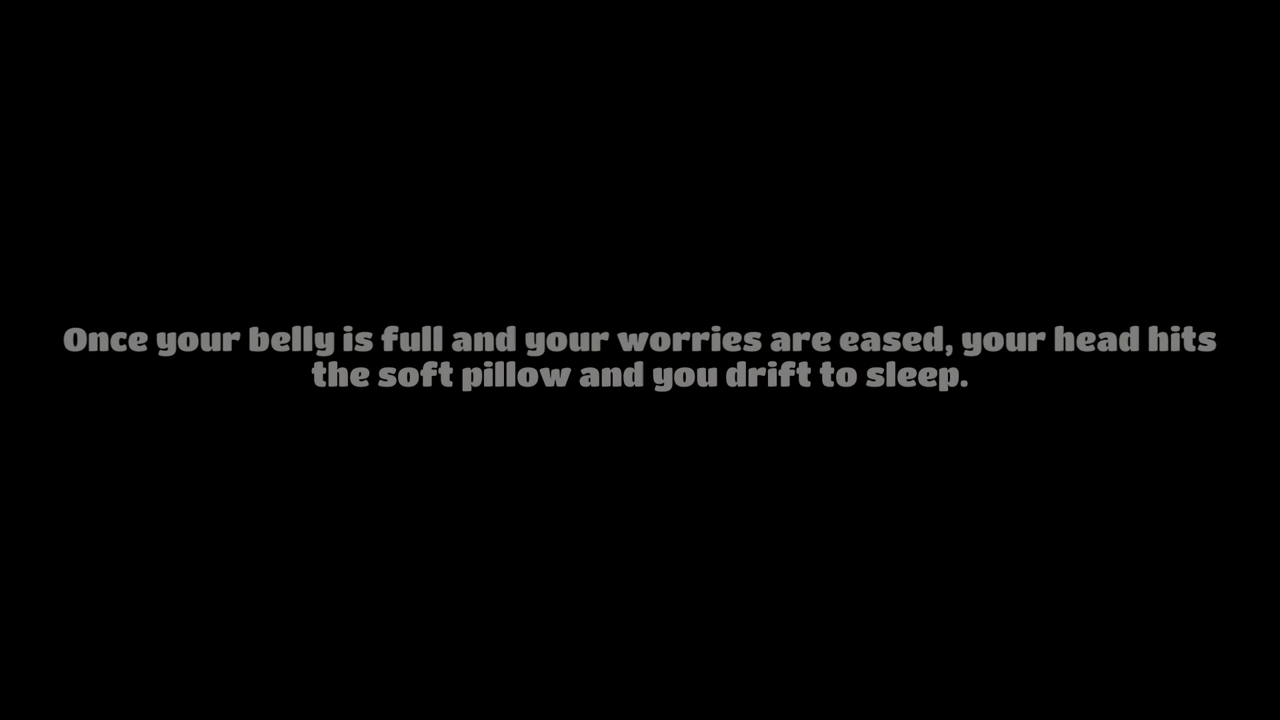 Once your belly is full and your worries are eased, your head hits
the soft pillow and you drift to sleep.